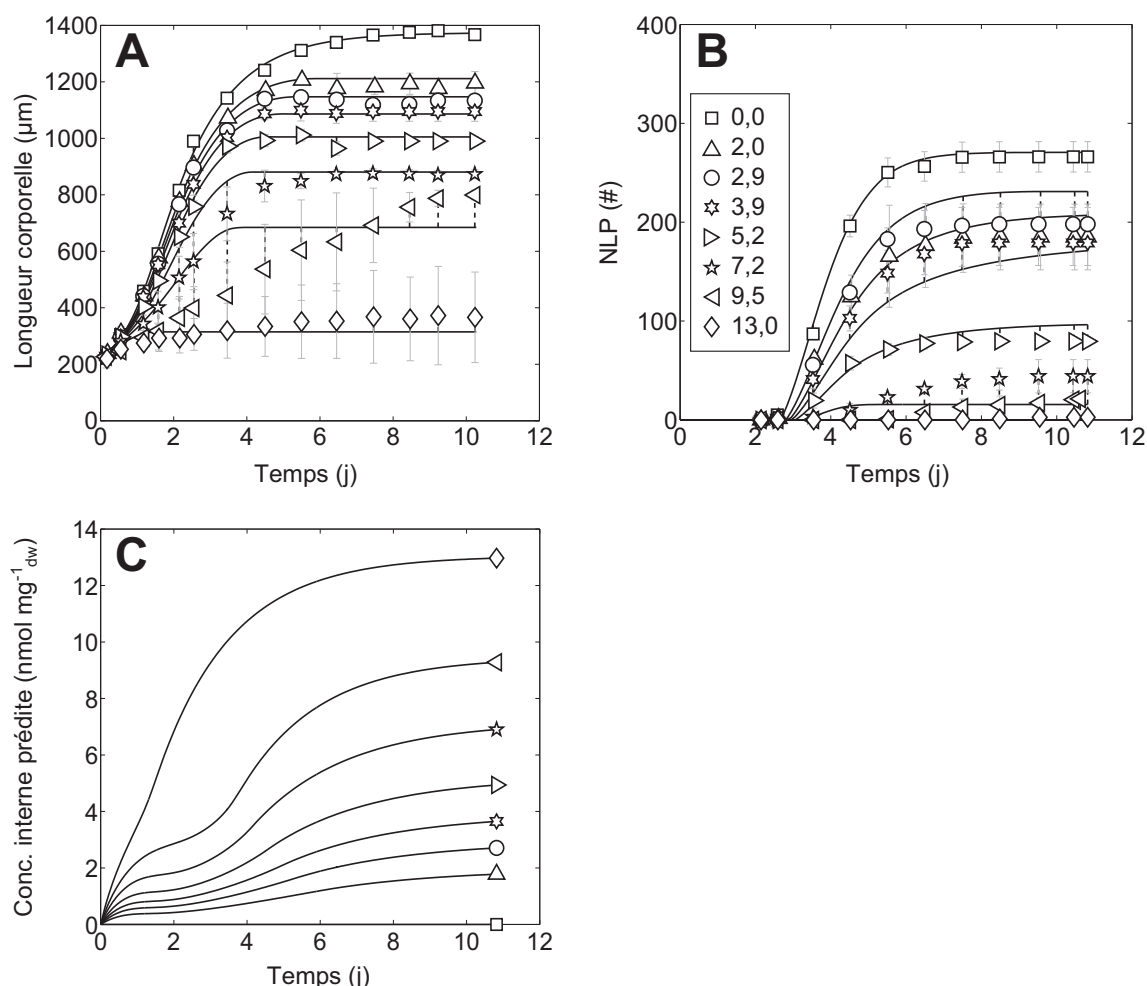 A
Longueur corporelle (µm)
1400
1200
1000
800
600
400
200
0
0 2 4 6 8 10 12
Temps (j)
B
NLP (#)
400
300
200
100
0
0 2 4 6 8 10 12
Temps (j)
0,0
2,0
2,9
3,9
5,2
7,2
9,5
13,0
C
Conc. interne prédite (nmol mg⁻¹dw)
14
12
10
8
6
4
2
0
0 2 4 6 8 10 12
Temps (j)